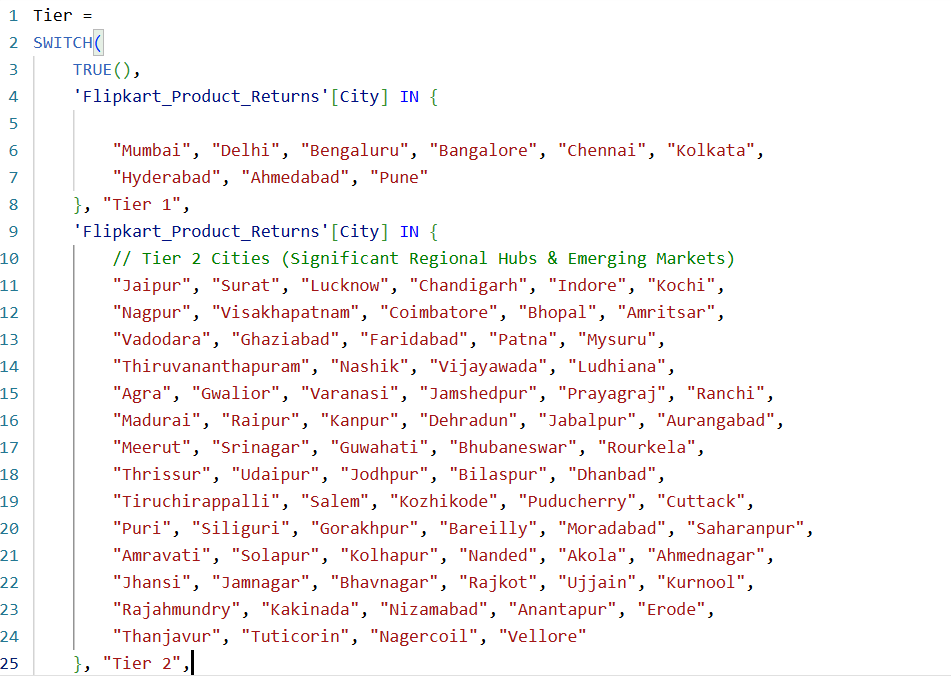 1 Tier =
2 SWITCH(
3 TRUE(),
4 'Flipkart_Product_Returns'[City] IN {
5
6 "Mumbai", "Delhi", "Bengaluru", "Bangalore", "Chennai", "Kolkata",
7 "Hyderabad", "Ahmedabad", "Pune"
8 }, "Tier 1",
9 'Flipkart_Product_Returns'[City] IN {
10 // Tier 2 Cities (Significant Regional Hubs & Emerging Markets)
11 "Jaipur", "Surat", "Lucknow", "Chandigarh", "Indore", "Kochi",
12 "Nagpur", "Visakhapatnam", "Coimbatore", "Bhopal", "Amritsar",
13 "Vadodara", "Ghaziabad", "Faridabad", "Patna", "Mysuru",
14 "Thiruvananthapuram", "Nashik", "Vijayawada", "Ludhiana",
15 "Agra", "Gwalior", "Varanasi", "Jamshedpur", "Prayagraj", "Ranchi",
16 "Madurai", "Raipur", "Kanpur", "Dehradun", "Jabalpur", "Aurangabad",
17 "Meerut", "Srinagar", "Guwahati", "Bhubaneswar", "Rourkela",
18 "Thrissur", "Udaipur", "Jodhpur", "Bilaspur", "Dhanbad",
19 "Tiruchirappalli", "Salem", "Kozhikode", "Puducherry", "Cuttack",
20 "Puri", "Siliguri", "Gorakhpur", "Bareilly", "Moradabad", "Saharanpur",
21 "Amravati", "Solapur", "Kolhapur", "Nanded", "Akola", "Ahmednagar",
22 "Jhansi", "Jamnagar", "Bhavnagar", "Rajkot", "Ujjain", "Kurnool",
23 "Rajahmundry", "Kakinada", "Nizamabad", "Anantapur", "Erode",
24 "Thanjavur", "Tuticorin", "Nagercoil", "Vellore"
25 }, "Tier 2",